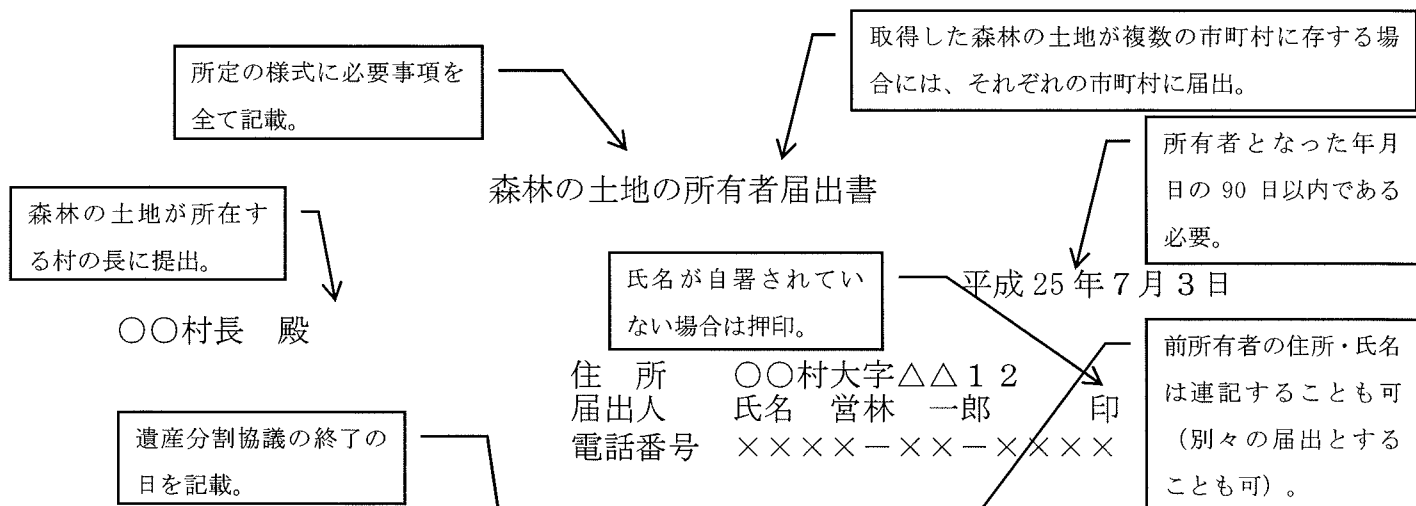 取得した森林の土地が複数の市町村に存する場
合には、それぞれの市町村に届出。
所定の様式に必要事項を
全て記載。
所有者となった年月
日の 90 日以内である
必要。
森林の土地の所有者届出書
森林の土地が所在す
る村の長に提出。
氏名が自署されてい
ない場合は押印。
平成 25 年７月３日
○○村長　殿
前所有者の住所・氏名
は連記することも可
（別々の届出とする
ことも可）。
住　所　　○○村大字△△１２
届出人　　氏名　営林　一郎　　　印
電話番号　××××－××－××××
遺産分割協議の終了の
日を記載。